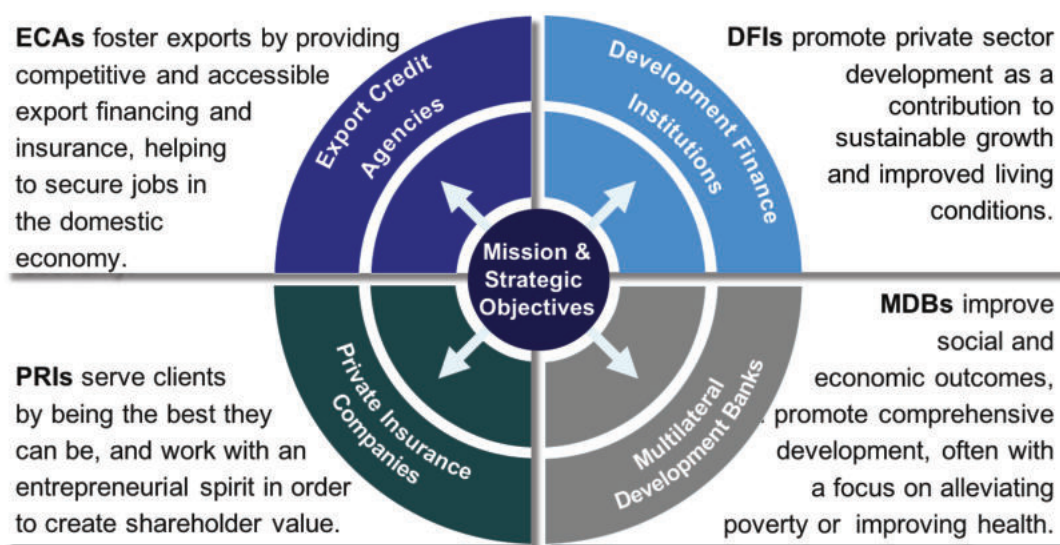 ECAs foster exports by providing
competitive and accessible
export financing and
insurance, helping
to secure jobs in
the domestic
economy.
Export Credit
Agencies
Development Finance
Institutions
DFIs promote private sector
development as a
contribution to
sustainable growth
and improved living
conditions.
Mission &
Strategic
Objectives
PRIs serve clients
by being the best they
can be, and work with an
entrepreneurial spirit in order
to create shareholder value.
Private Insurance
Companies
Multilateral
Development Banks
MDBs improve
social and
economic outcomes,
promote comprehensive
development, often with
a focus on alleviating
poverty or improving health.